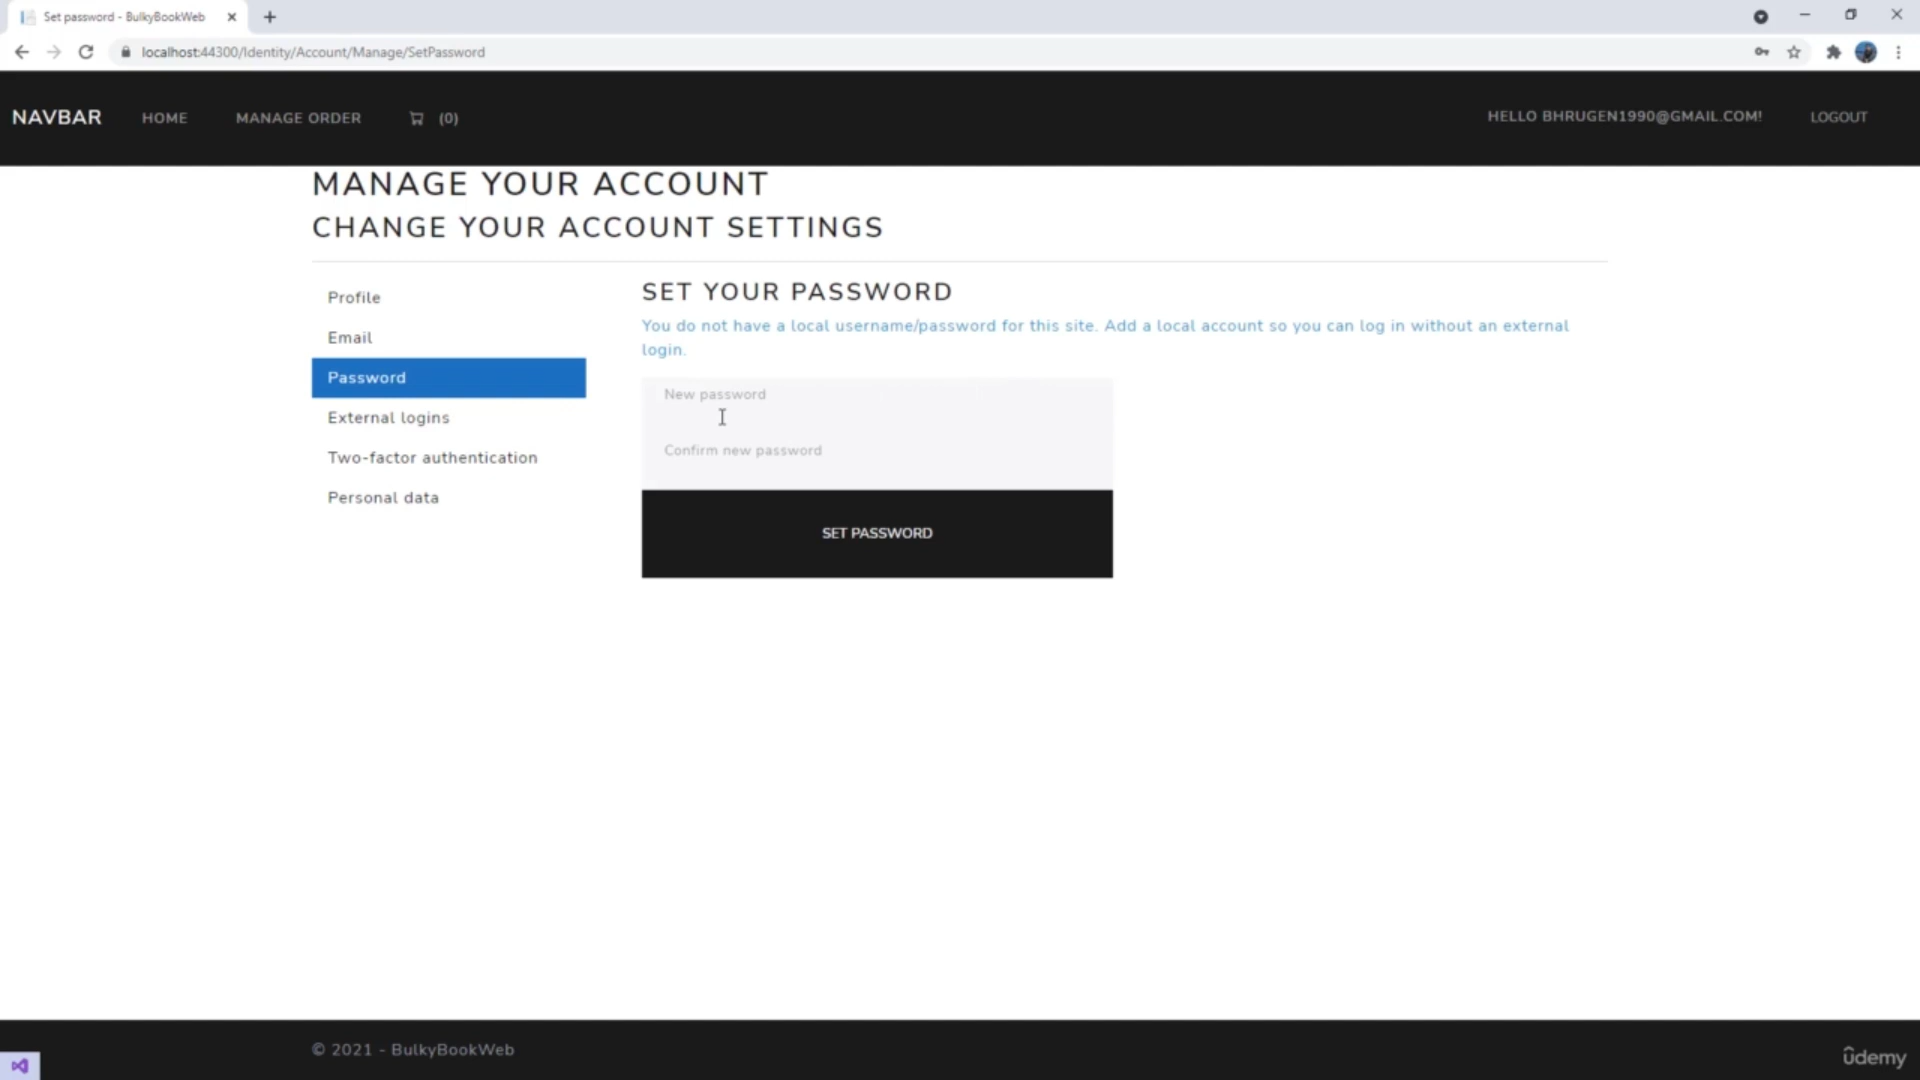 Set password - BulkyBookWeb
localhost:44300/Identity/Account/Manage/SetPassword
NAVBAR HOME MANAGE ORDER (0) HELLO BHRUGEN1990@GMAIL.COM! LOGOUT
MANAGE YOUR ACCOUNT
CHANGE YOUR ACCOUNT SETTINGS
Profile
Email
Password
External logins
Two-factor authentication
Personal data
SET YOUR PASSWORD
You do not have a local username/password for this site. Add a local account so you can log in without an external
login.
New password
Confirm new password
SET PASSWORD
© 2021 - BulkyBookWeb
ûdemy